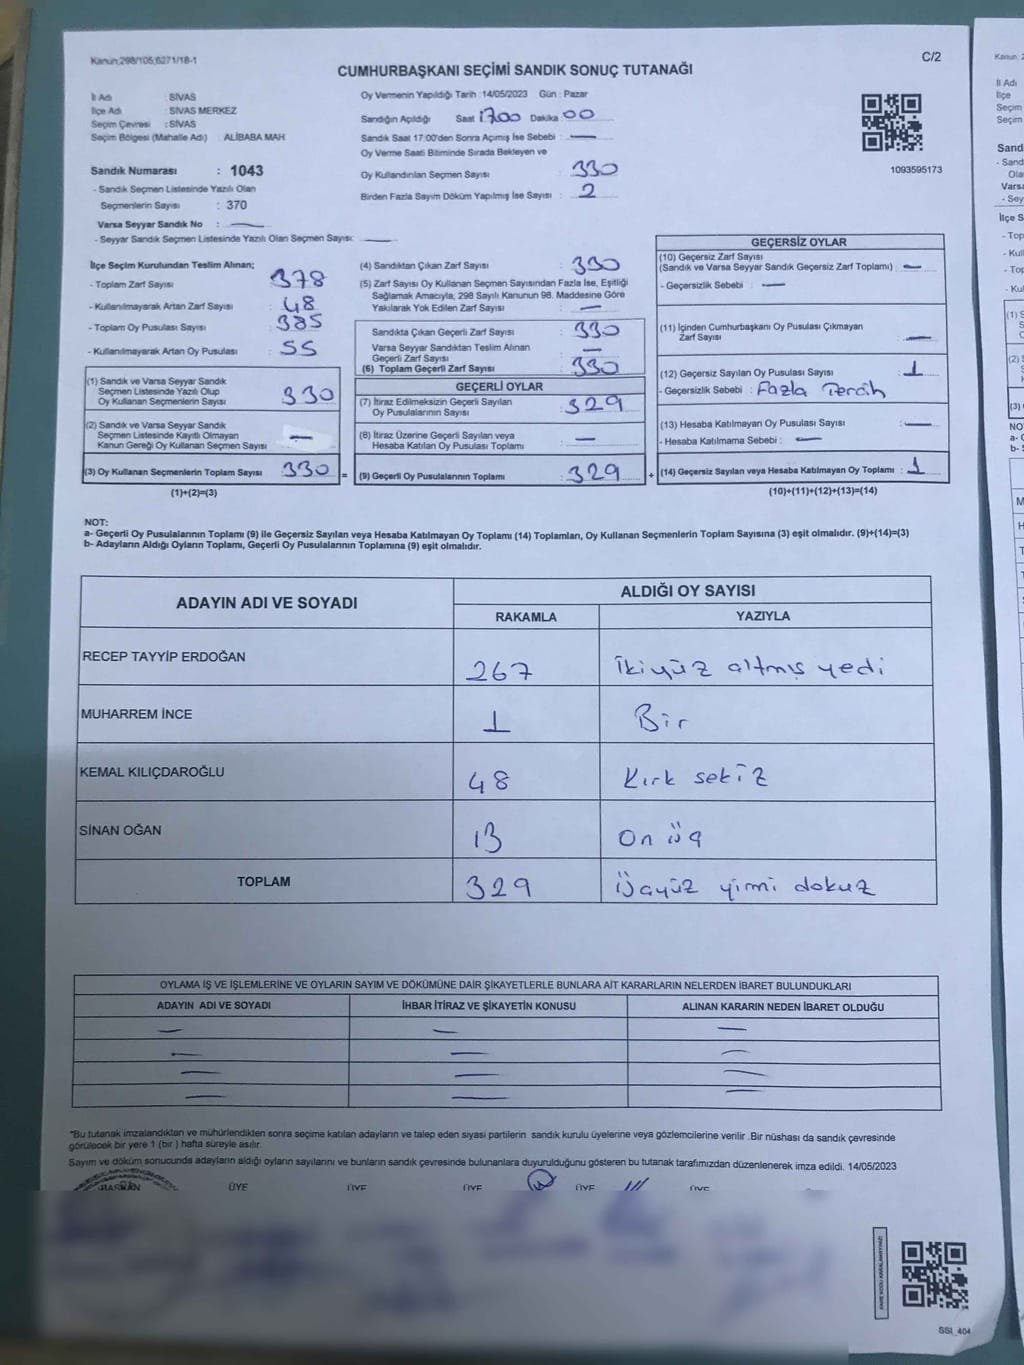 Kanun;298/105;6271/18-1
C/2
CUMHURBAŞKANI SEÇİMİ SANDIK SONUÇ TUTANAĞI
İl Adı : SİVAS
İlçe Adı : SİVAS MERKEZ
Seçim Çevresi : SİVAS
Seçim Bölgesi (Mahalle Adı) : ALİBABA MAH
Sandık Numarası : 1043
- Sandık Seçmen Listesinde Yazılı Olan
Seçmenlerin Sayısı : 370
Varsa Seyyar Sandık No : —
- Seyyar Sandık Seçmen Listesinde Yazılı Olan Seçmen Sayısı: —
Oy Vermenin Yapıldığı Tarih :14/05/2023 Gün : Pazar
Sandığın Açıldığı Saat 17.00 Dakika 00
Sandık Saat 17:00'den Sonra Açımış İse Sebebi : —
Oy Verme Saati Bitiminde Sırada Bekleyen ve
Oy Kullandırılan Seçmen Sayısı : 330
Birden Fazla Sayım Döküm Yapılmış İse Sayısı : 2
1093595173
İlçe Seçim Kurulundan Teslim Alınan;
- Toplam Zarf Sayısı : 378
- Kullanılmayarak Artan Zarf Sayısı : 48
- Toplam Oy Pusulası Sayısı : 385
- Kullanılmayarak Artan Oy Pusulası : 55
(1) Sandık ve Varsa Seyyar Sandık
Seçmen Listesinde Yazılı Olup
Oy Kullanan Seçmenlerin Sayısı : 330
(2) Sandık ve Varsa Seyyar Sandık
Seçmen Listesinde Kayıtlı Olmayan
Kanun Gereği Oy Kullanan Seçmen Sayısı : —
(3) Oy Kullanan Seçmenlerin Toplam Sayısı : 330 =
(1)+(2)=(3)
(4) Sandıktan Çıkan Zarf Sayısı : 330
(5) Zarf Sayısı Oy Kullanan Seçmen Sayısından Fazla İse, Eşitliği
Sağlamak Amacıyla, 298 Sayılı Kanunun 98. Maddesine Göre
Yakılarak Yok Edilen Zarf Sayısı : —
Sandıkta Çıkan Geçerli Zarf Sayısı : 330
Varsa Seyyar Sandıktan Teslim Alınan
Geçerli Zarf Sayısı : —
(6) Toplam Geçerli Zarf Sayısı : 330
GEÇERLİ OYLAR
(7) İtiraz Edilmeksizin Geçerli Sayılan
Oy Pusulalarının Sayısı : 329
(8) İtiraz Üzerine Geçerli Sayılan veya
Hesaba Katılan Oy Pusulası Toplamı : —
(9) Geçerli Oy Pusulalarının Toplamı : 329 +
GEÇERSİZ OYLAR
(10) Geçersiz Zarf Sayısı
(Sandık ve Varsa Seyyar Sandık Geçersiz Zarf Toplamı) : —
- Geçersizlik Sebebi : —
(11) İçinden Cumhurbaşkanı Oy Pusulası Çıkmayan
Zarf Sayısı : —
(12) Geçersiz Sayılan Oy Pusulası Sayısı : 1
- Geçersizlik Sebebi : Fazla Tercih
(13) Hesaba Katılmayan Oy Pusulası Sayısı : —
- Hesaba Katılmama Sebebi : —
(14) Geçersiz Sayılan veya Hesaba Katılmayan Oy Toplamı : 1
(10)+(11)+(12)+(13)=(14)
NOT:
a- Geçerli Oy Pusulalarının Toplamı (9) ile Geçersiz Sayılan veya Hesaba Katılmayan Oy Toplamı (14) Toplamları, Oy Kullanan Seçmenlerin Toplam Sayısına (3) eşit olmalıdır. (9)+(14)=(3)
b- Adayların Aldığı Oyların Toplamı, Geçerli Oy Pusulalarının Toplamına (9) eşit olmalıdır.
ADAYIN ADI VE SOYADI
ALDIĞI OY SAYISI
RAKAMLA YAZIYLA
RECEP TAYYİP ERDOĞAN 267 İkiyüz altmış yedi
MUHARREM İNCE 1 Bir
KEMAL KILIÇDAROĞLU 48 Kırk sekiz
SİNAN OĞAN 13 On üç
TOPLAM 329 Üçyüz yirmi dokuz
OYLAMA İŞ VE İŞLEMLERİNE VE OYLARIN SAYIM VE DÖKÜMÜNE DAİR ŞİKAYETLERLE BUNLARA AİT KARARLARIN NELERDEN İBARET BULUNDUKLARI
ADAYIN ADI VE SOYADI İHBAR İTİRAZ VE ŞİKAYETİN KONUSU ALINAN KARARIN NEDEN İBARET OLDUĞU
— — —
— — —
— — —
— — —
"Bu tutanak imzalandıktan ve mühürlendikten sonra seçime katılan adayların ve talep eden siyasi partilerin sandık kurulu üyelerine veya gözlemcilerine verilir .Bir nüshası da sandık çevresinde
görülecek bir yere 1 (bir ) hafta süreyle asılır.
Sayım ve döküm sonucunda adayların aldığı oyların sayılarını ve bunların sandık çevresinde bulunanlara duyurulduğunu gösteren bu tutanak tarafımızdan düzenlenerek imza edildi. 14/05/2023
BAŞKAN ÜYE ÜYE ÜYE ÜYE ÜYE
SSI_404